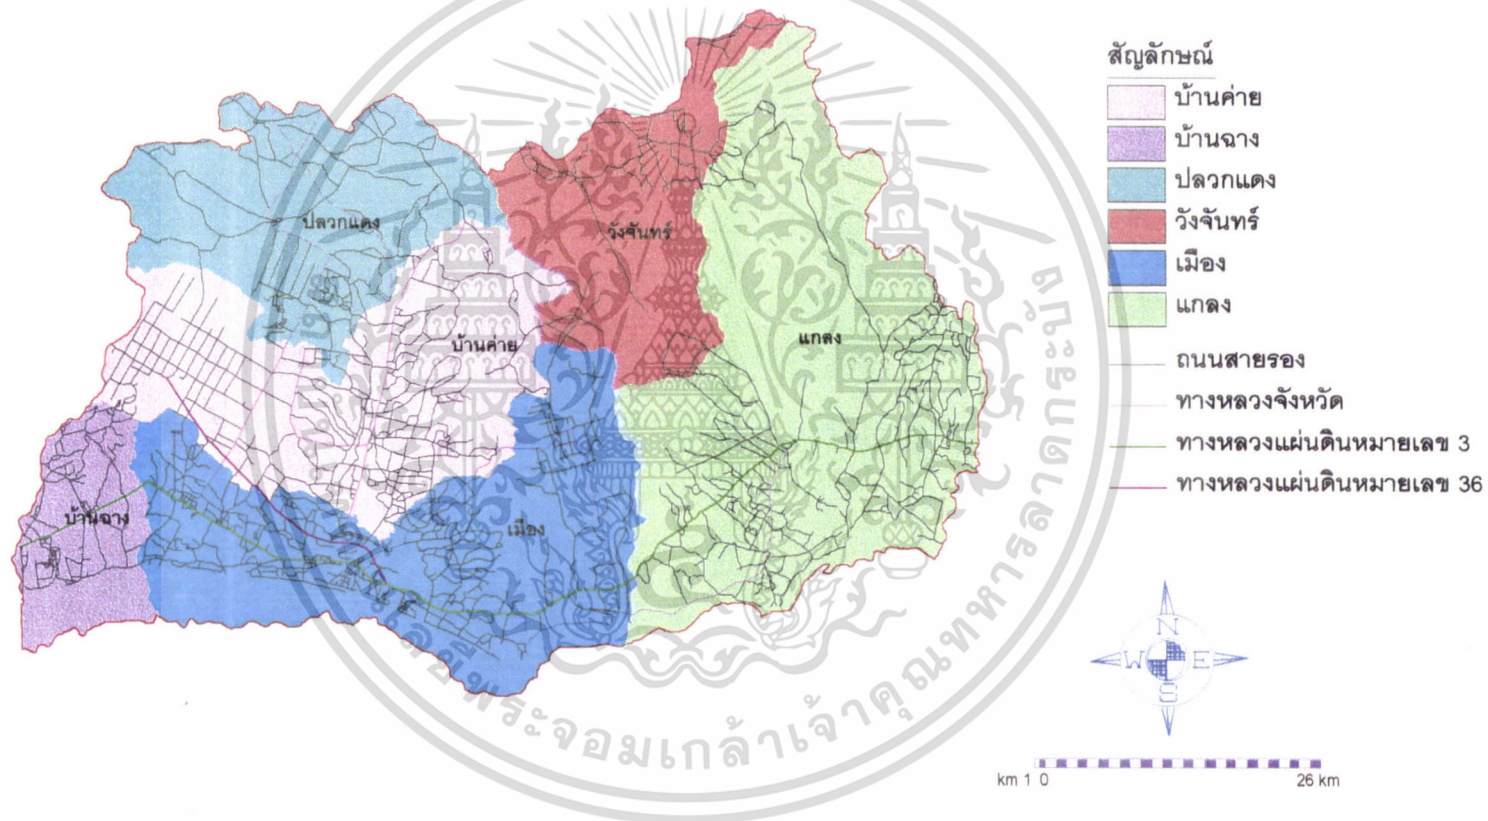 สัญลักษณ์
บ้านค่าย
บ้านฉาง
ปลวกแดง
วังจันทร์
เมือง
แกลง
ถนนสายรอง
ทางหลวงจังหวัด
ทางหลวงแผ่นดินหมายเลข 3
ทางหลวงแผ่นดินหมายเลข 36
ปลวกแดง
วังจันทร์
บ้านค่าย
แกลง
บ้านฉาง
เมือง
N
W E
S
km 1 0 26 km
พระจอมเกล้าเจ้าคุณทหารลาดกระบัง